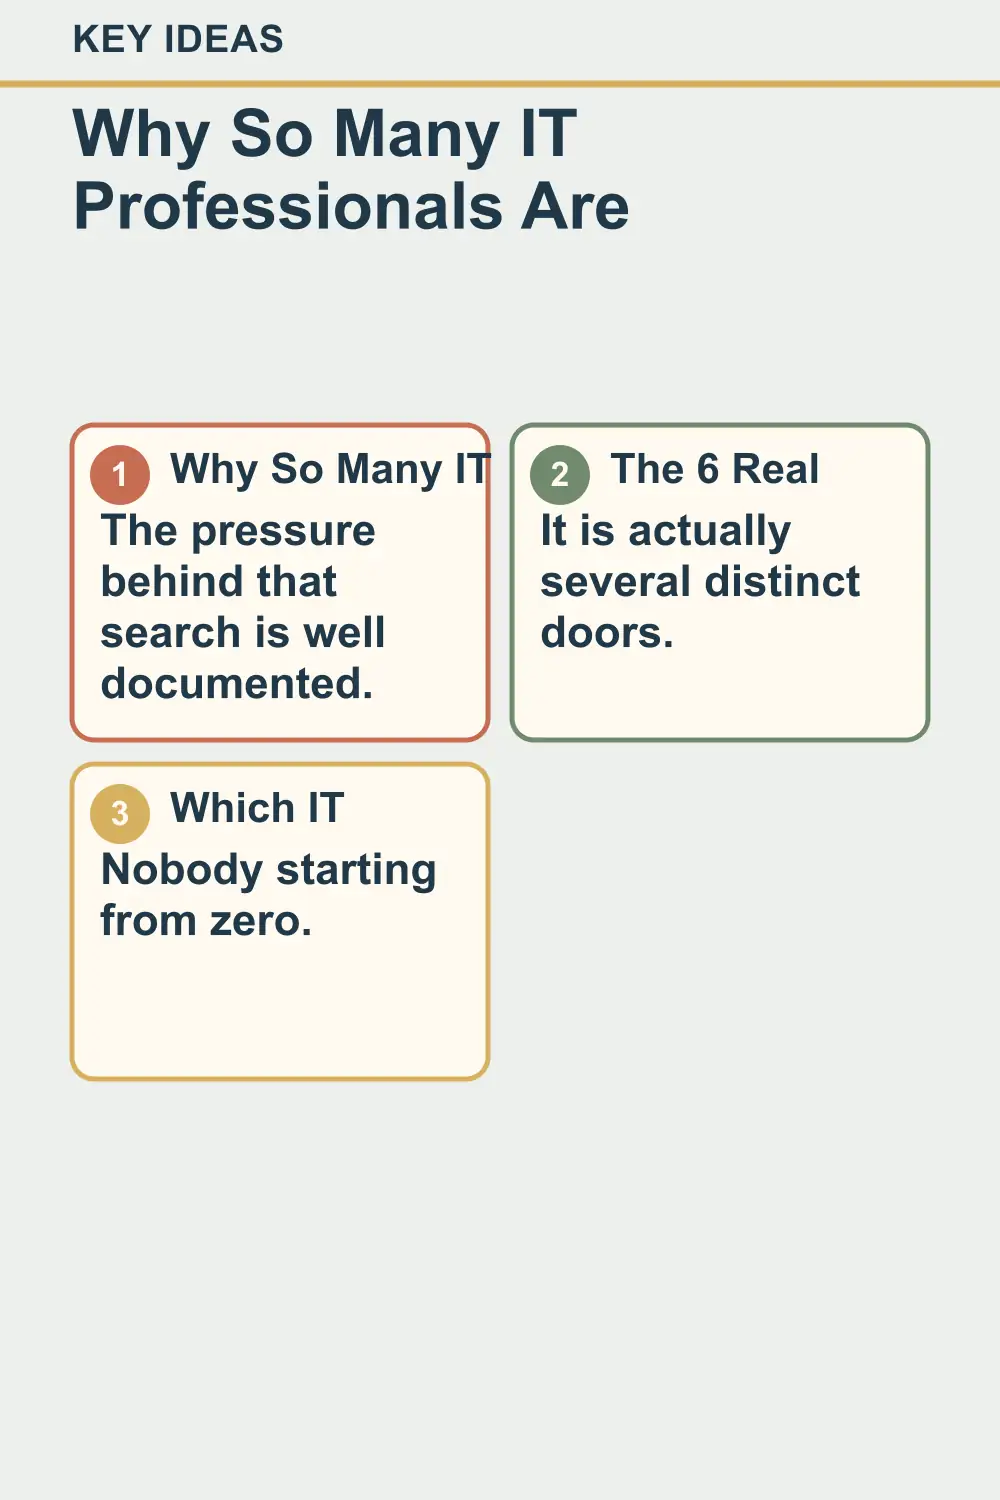 KEY IDEAS
Why So Many IT
Professionals Are
1 Why So Many IT
The pressure
behind that
search is well
documented.
2 The 6 Real
It is actually
several distinct
doors.
3 Which IT
Nobody starting
from zero.